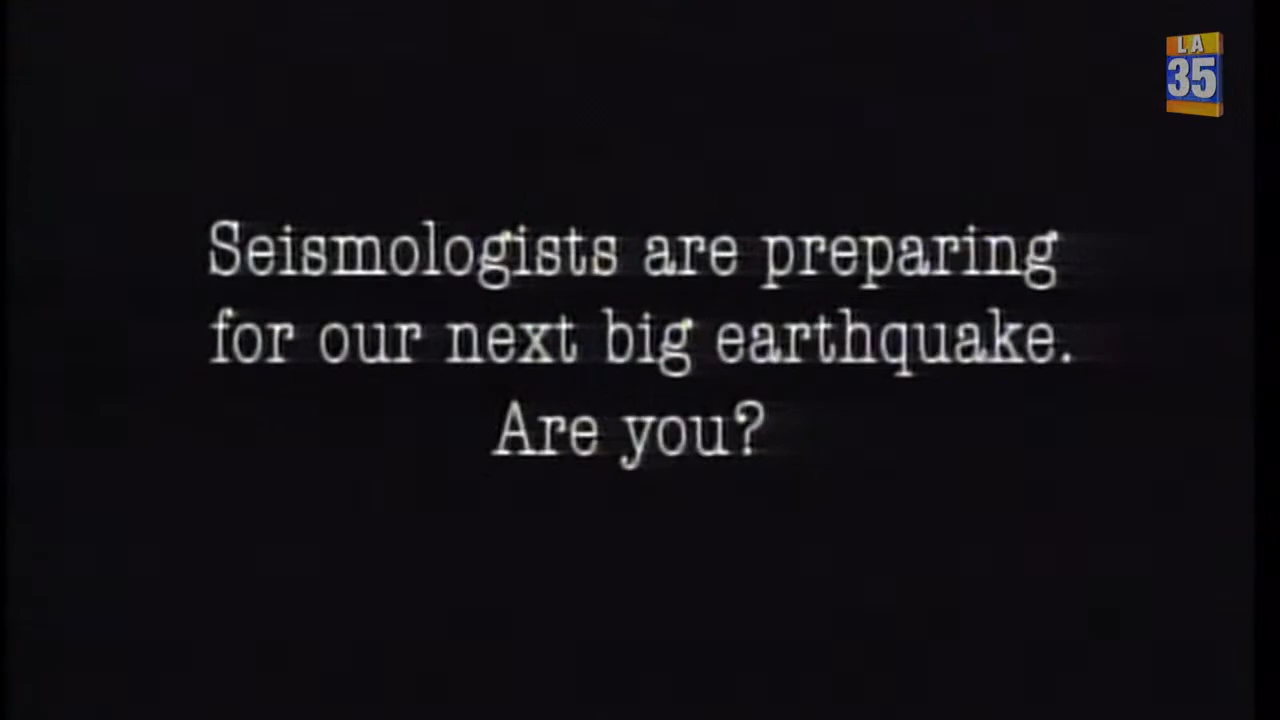 LA
35
Seismologists are preparing
for our next big earthquake.
Are you?